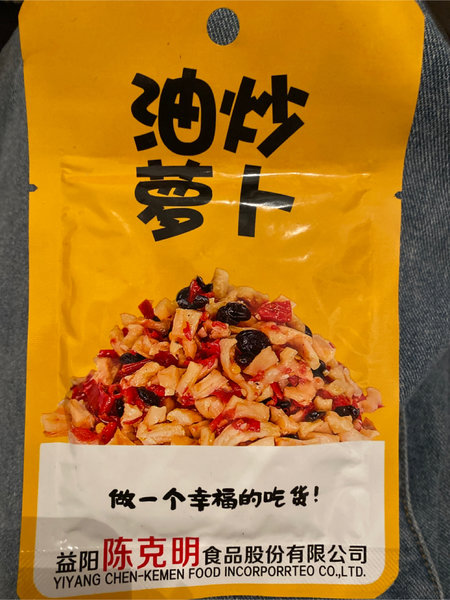 油炒
萝卜
做一个幸福的吃货!
益阳陈克明食品股份有限公司
YIYANG CHEN-KEMEN FOOD INCORPORRTEO CO.,LTD.